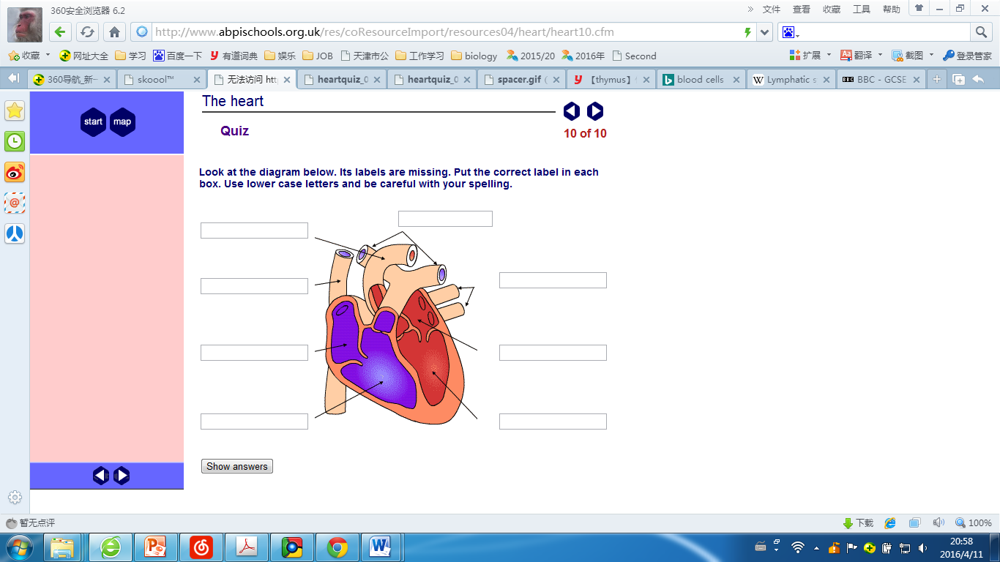 360安全浏览器 6.2
» 文件 查看 收藏 工具 帮助
http://www.abpischools.org.uk/res/coResourceImport/resources04/heart/heart10.cfm
收藏 网址大全 学习 百度一下 有道词典 娱乐 JOB 天津市公 工作学习 biology 2015/20 2016年 Second 扩展 翻译 截图 登录管家
360导航_新一 skoool™ 无法访问 htt heartquiz_0 heartquiz_0 spacer.gif ( 【thymus】 blood cells Lymphatic s BBC - GCSE
start map
The heart
Quiz
10 of 10
Look at the diagram below. Its labels are missing. Put the correct label in each
box. Use lower case letters and be careful with your spelling.
Show answers
暂无点评 下载 100%
20:58
2016/4/11